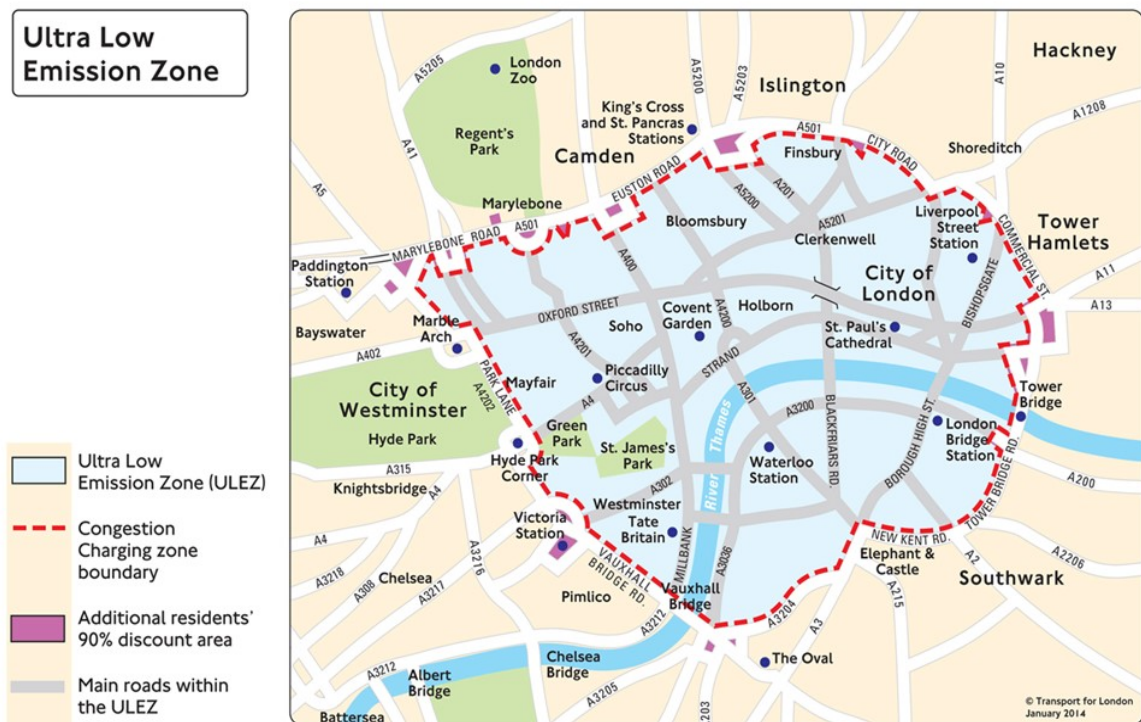 Ultra Low
Emission Zone
Ultra Low
Emission Zone (ULEZ)
Congestion
Charging zone
boundary
Additional residents'
90% discount area
Main roads within
the ULEZ
A5205
London
Zoo
A5200
A5203
A10
Hackney
Islington
A41
Regent's
Park
King's Cross
and St. Pancras
Stations
A501
CITY ROAD
A1208
Camden
Finsbury
Shoreditch
A5
EUSTON ROAD
Marylebone
A5200
A201
A5201
Bloomsbury
Clerkenwell
Liverpool
Street
Station
Tower
Hamlets
MARYLEBONE ROAD
A501
A400
COMMERCIAL ST.
Paddington
Station
City of
London
A11
BISHOPSGATE
A13
OXFORD STREET
Covent
Garden
Holborn
A4200
Bayswater
Marble
Arch
Soho
St. Paul's
Cathedral
A402
A4201
STRAND
PARK LANE
A4202
Mayfair
Piccadilly
Circus
City of
Westminster
A4
A301
A3200
BLACKFRIARS RD.
Tower
Bridge
BOROUGH HIGH ST.
Hyde Park
Green
Park
St. James's
Park
River Thames
London
Bridge
Station
Hyde Park
Corner
Waterloo
Station
TOWER BRIDGE RD.
A315
Knightsbridge
A4
A302
A200
Westminster
Victoria
Station
Tate
Britain
MILLBANK
A3036
NEW KENT RD.
A4
A3216
VAUXHALL
BRIDGE RD.
Elephant &
Castle
A2
A2206
A3218
A308
A3217
Chelsea
Southwark
Pimlico
Vauxhall
Bridge
A215
A3212
A3204
A3
The Oval
Chelsea
Bridge
A3212
Albert
Bridge
A3205
A203
Battersea
© Transport for London
January 2014